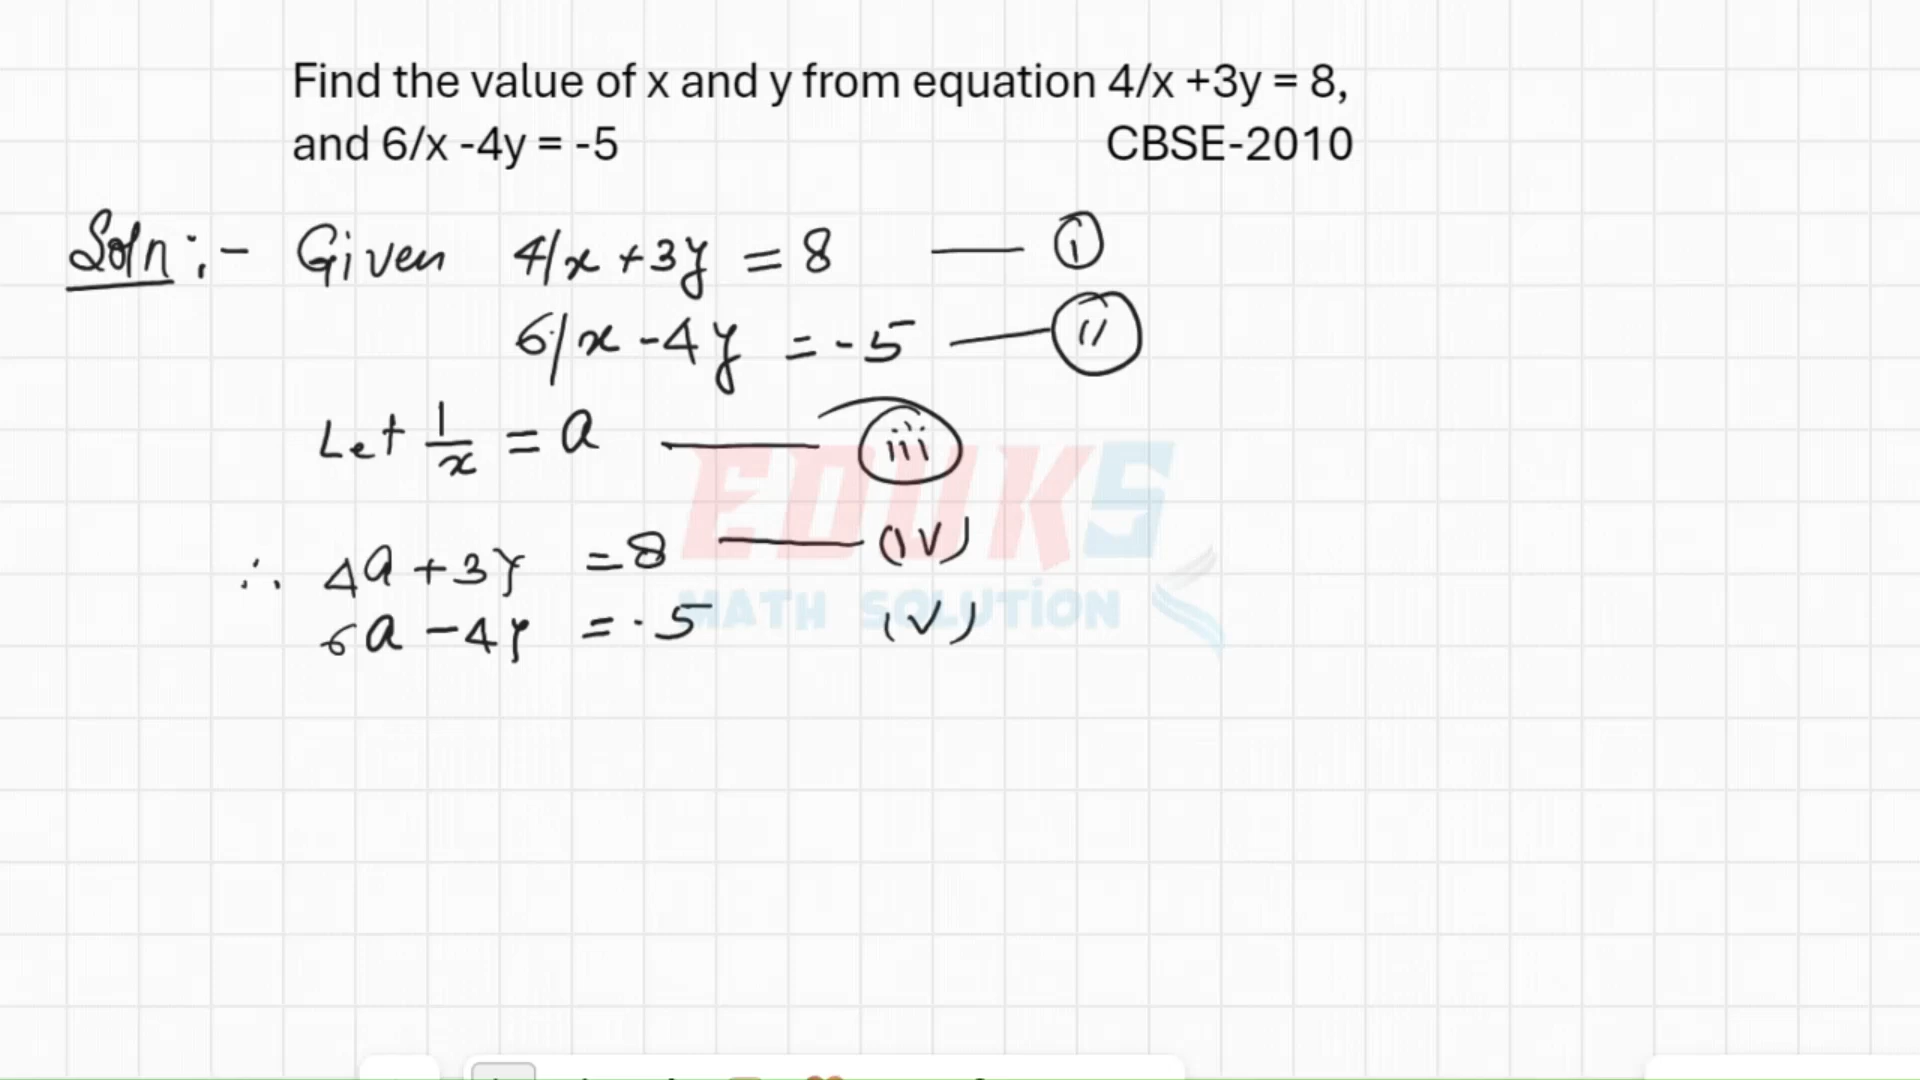 Find the value of x and y from equation 4/x +3y = 8,
and 6/x -4y = -5 CBSE-2010
Soln :- Given 4/x + 3y = 8 — (i)
6/x - 4y = -5 — (ii)
Let 1/x = a — (iii)
∴ 4a + 3y = 8 — (iv)
6a - 4y = -5 (v)
EDUKS
MATH SOLUTION